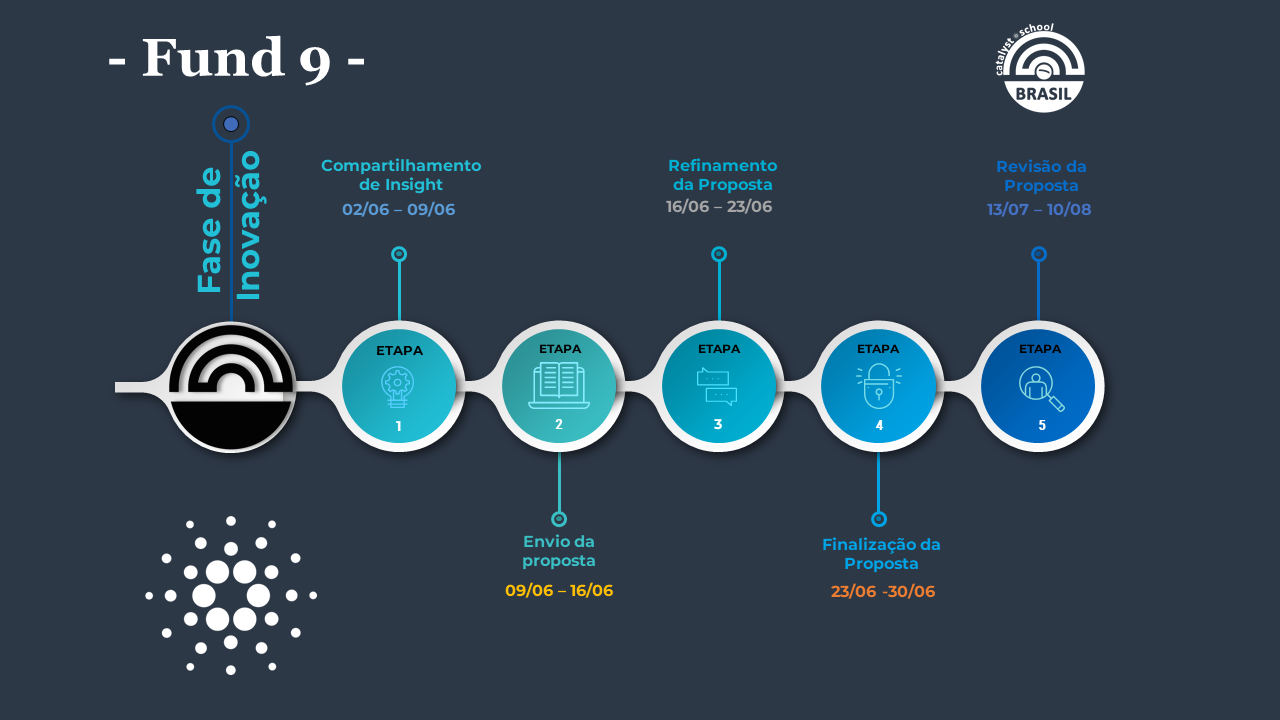 - Fund 9 -
catalyst school
BRASIL
Fase de
Inovação
Compartilhamento
de Insight
02/06 – 09/06
Refinamento
da Proposta
16/06 – 23/06
Revisão da
Proposta
13/07 – 10/08
ETAPA
1
ETAPA
2
ETAPA
3
ETAPA
4
ETAPA
5
Envio da
proposta
09/06 – 16/06
Finalização da
Proposta
23/06 -30/06